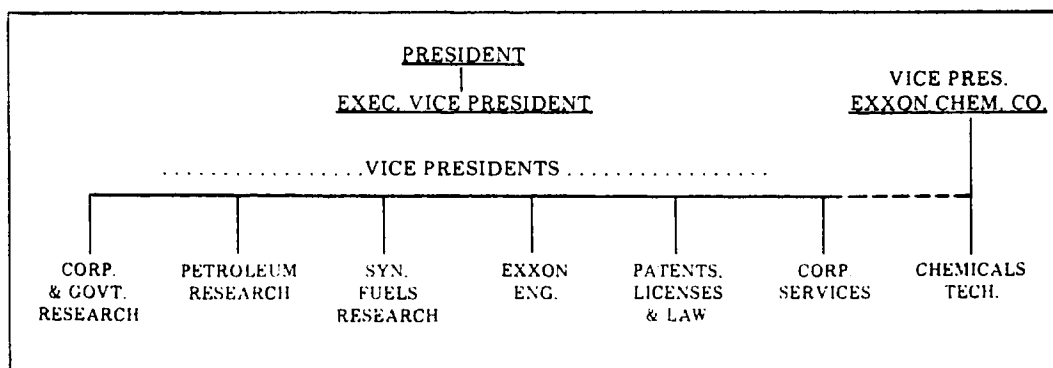 PRESIDENT
EXEC. VICE PRESIDENT
VICE PRES.
EXXON CHEM. CO.
. . . . . . . . . . . . . . . . . VICE PRESIDENTS . . . . . . . . . . . . . . . . .
CORP.
& GOVT.
RESEARCH
PETROLEUM
RESEARCH
SYN.
FUELS
RESEARCH
EXXON
ENG.
PATENTS,
LICENSES
& LAW
CORP
SERVICES
CHEMICALS
TECH.